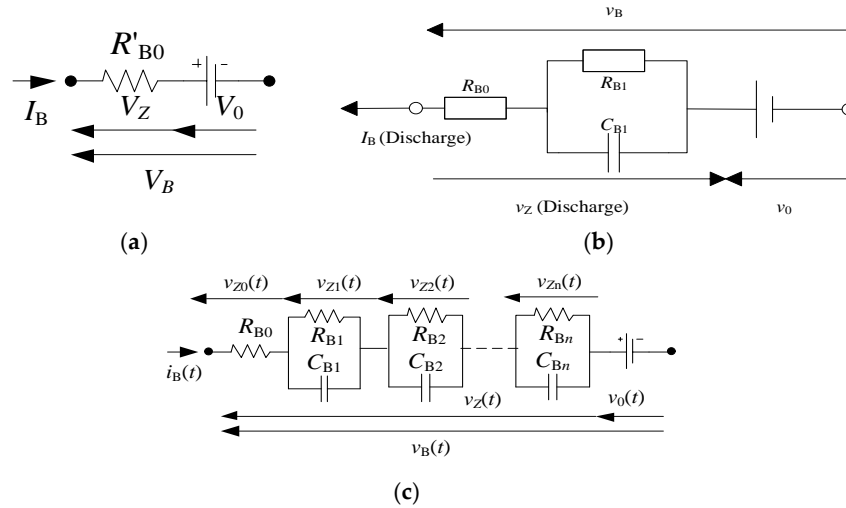 R'B0
+ -
IB
VZ
V0
VB
(a)
vB
RB0
RB1
CB1
IB (Discharge)
vZ (Discharge)
v0
(b)
vZ0(t)
vZ1(t)
vZ2(t)
vZn(t)
RB0
RB1
RB2
RBn
+ -
CB1
CB2
CBn
iB(t)
vZ(t)
v0(t)
vB(t)
(c)